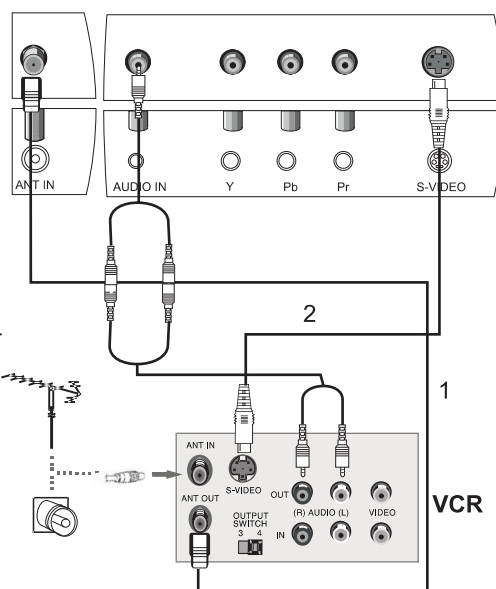 ANT IN
AUDIO IN
Y
Pb
Pr
S-VIDEO
2
1
ANT IN
S-VIDEO
ANT OUT
OUT
(R) AUDIO (L)
VIDEO
OUTPUT
SWITCH
3 4
IN
VCR